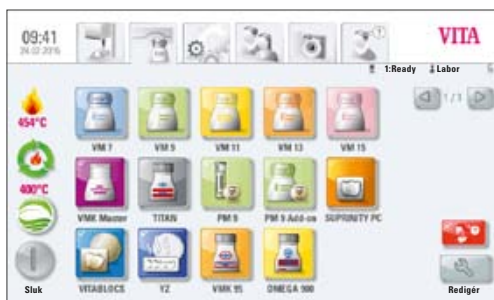 09:41
24.02.2015
VITA
1:Ready Labor
454°C
1/1
VM 7 VM 9 VM 11 VM 13 VM 15
400°C
VMK Master TITAN PM 9 PM 9 Add-on SUPRINITY PC
Sluk
VITABLOCS YZ VMK 95 OMEGA 900
Redigér